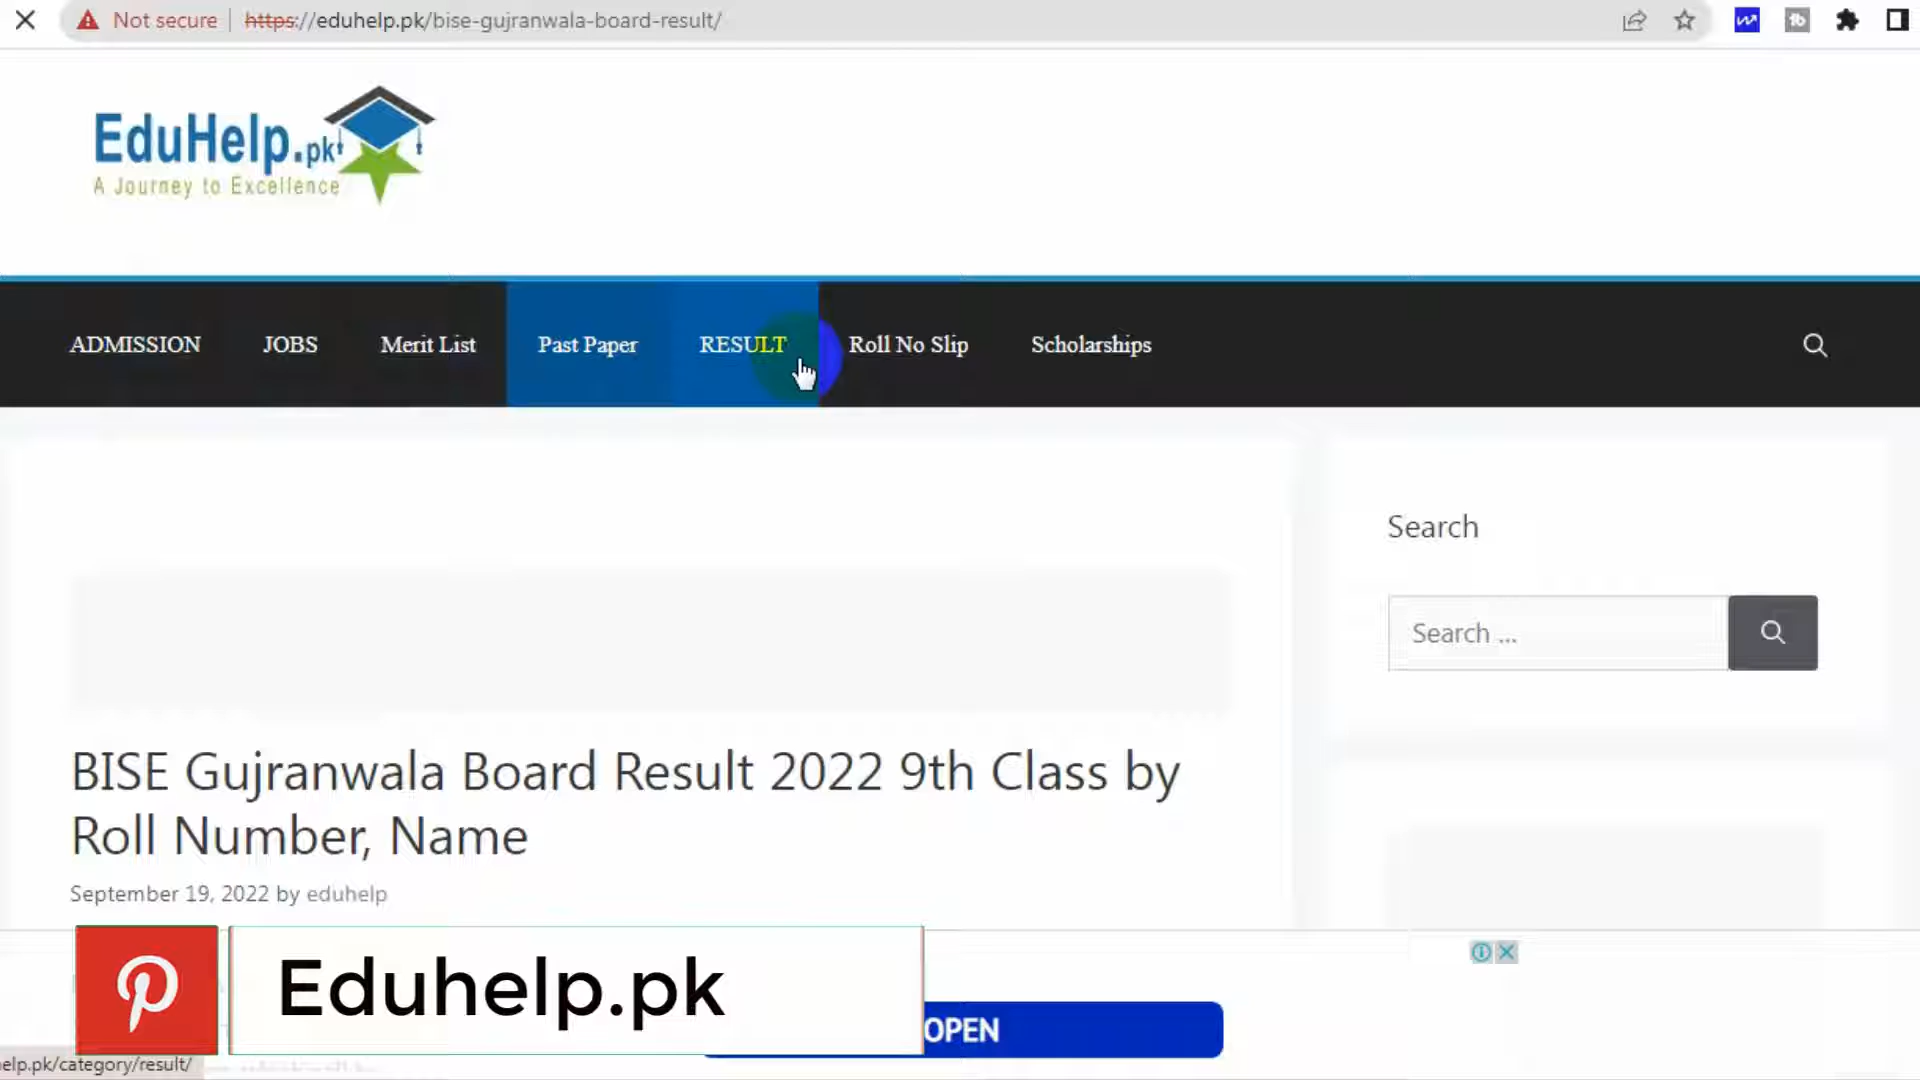 Not secure | https://eduhelp.pk/bise-gujranwala-board-result/
EduHelp.pk
A Journey to Excellence
ADMISSION JOBS Merit List Past Paper RESULT Roll No Slip Scholarships
Search
Search ...
BISE Gujranwala Board Result 2022 9th Class by
Roll Number, Name
September 19, 2022 by eduhelp
Eduhelp.pk
OPEN
elp.pk/category/result/